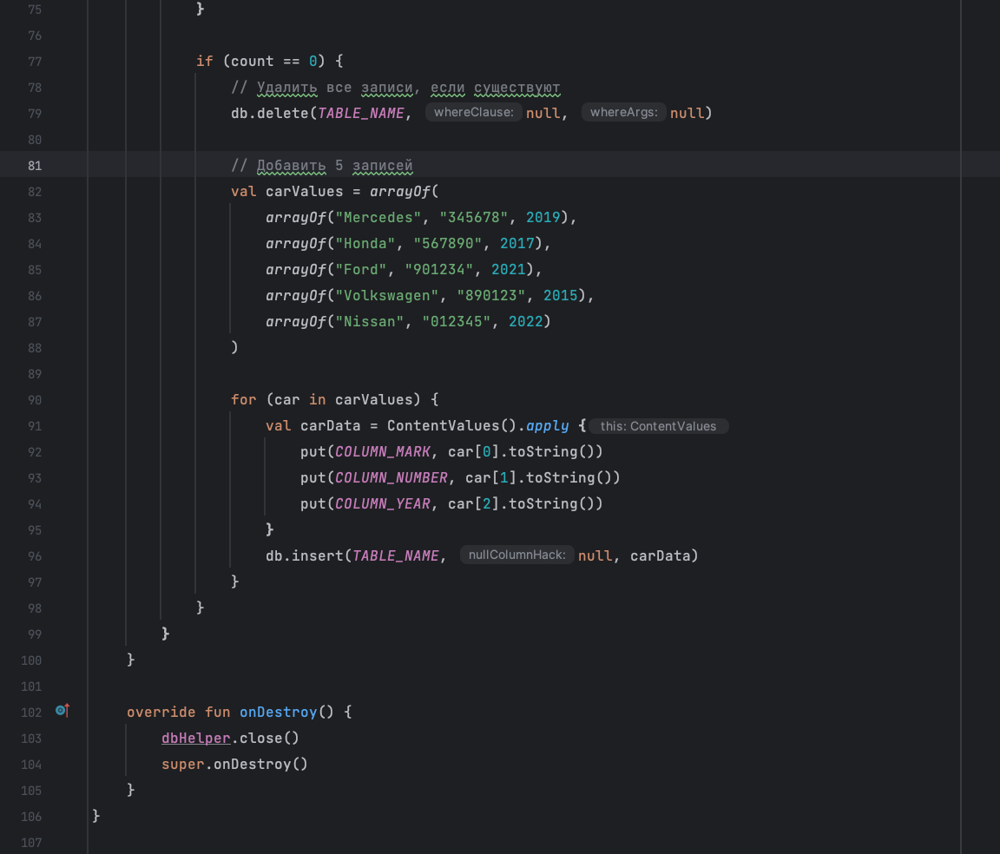 75 }
76
77 if (count == 0) {
78 // Удалить все записи, если существуют
79 db.delete(TABLE_NAME, whereClause: null, whereArgs: null)
80
81 // Добавить 5 записей
82 val carValues = arrayOf(
83 arrayOf("Mercedes", "345678", 2019),
84 arrayOf("Honda", "567890", 2017),
85 arrayOf("Ford", "901234", 2021),
86 arrayOf("Volkswagen", "890123", 2015),
87 arrayOf("Nissan", "012345", 2022)
88 )
89
90 for (car in carValues) {
91 val carData = ContentValues().apply { this: ContentValues
92 put(COLUMN_MARK, car[0].toString())
93 put(COLUMN_NUMBER, car[1].toString())
94 put(COLUMN_YEAR, car[2].toString())
95 }
96 db.insert(TABLE_NAME, nullColumnHack: null, carData)
97 }
98 }
99 }
100 }
101
102 override fun onDestroy() {
103 dbHelper.close()
104 super.onDestroy()
105 }
106 }
107